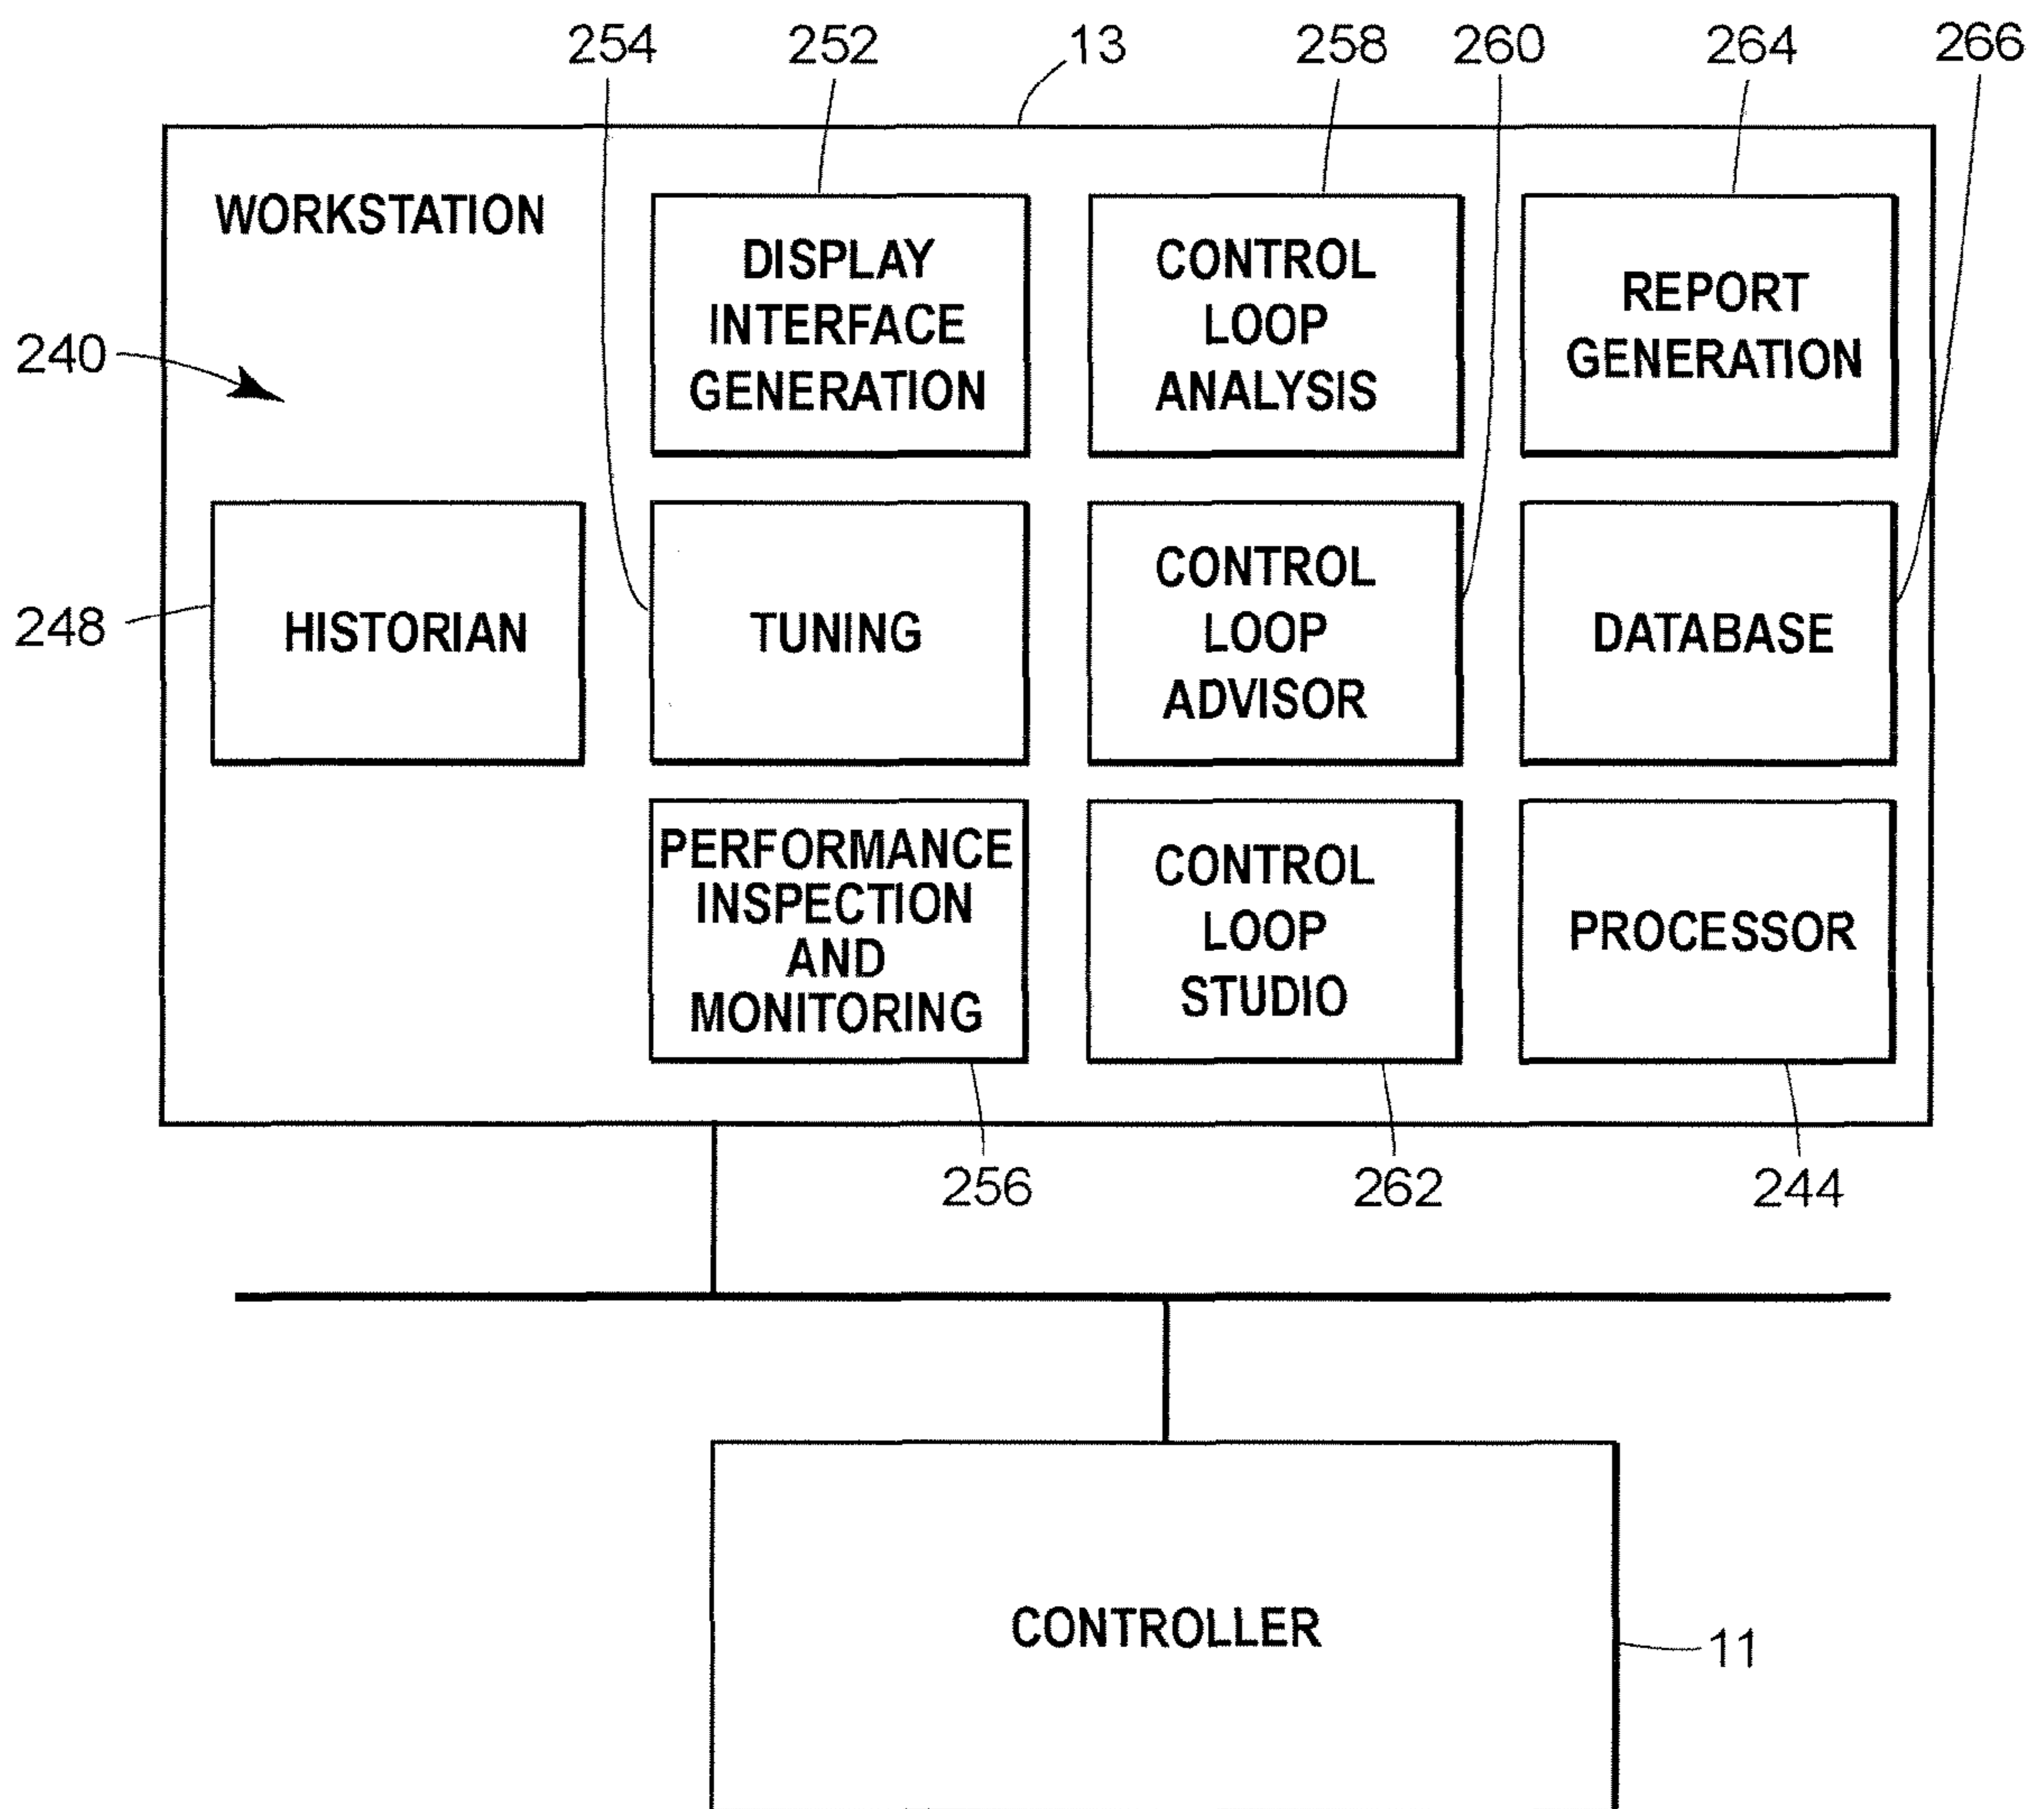 254
252
13
258
260
264
266
WORKSTATION
DISPLAY
INTERFACE
GENERATION
CONTROL
LOOP
ANALYSIS
REPORT
GENERATION
240
248
HISTORIAN
TUNING
CONTROL
LOOP
ADVISOR
DATABASE
PERFORMANCE
INSPECTION
AND
MONITORING
CONTROL
LOOP
STUDIO
PROCESSOR
256
262
244
CONTROLLER
11